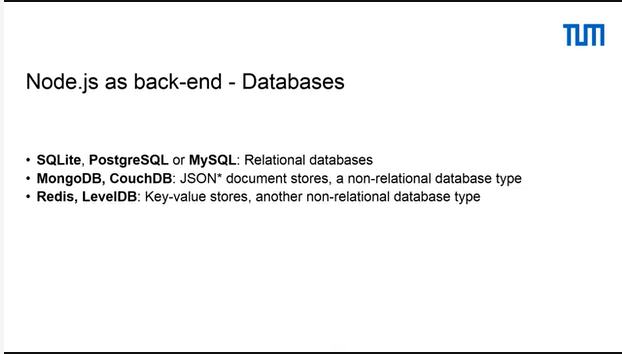 TUM
Node.js as back-end - Databases
• SQLite, PostgreSQL or MySQL: Relational databases
• MongoDB, CouchDB: JSON* document stores, a non-relational database type
• Redis, LevelDB: Key-value stores, another non-relational database type